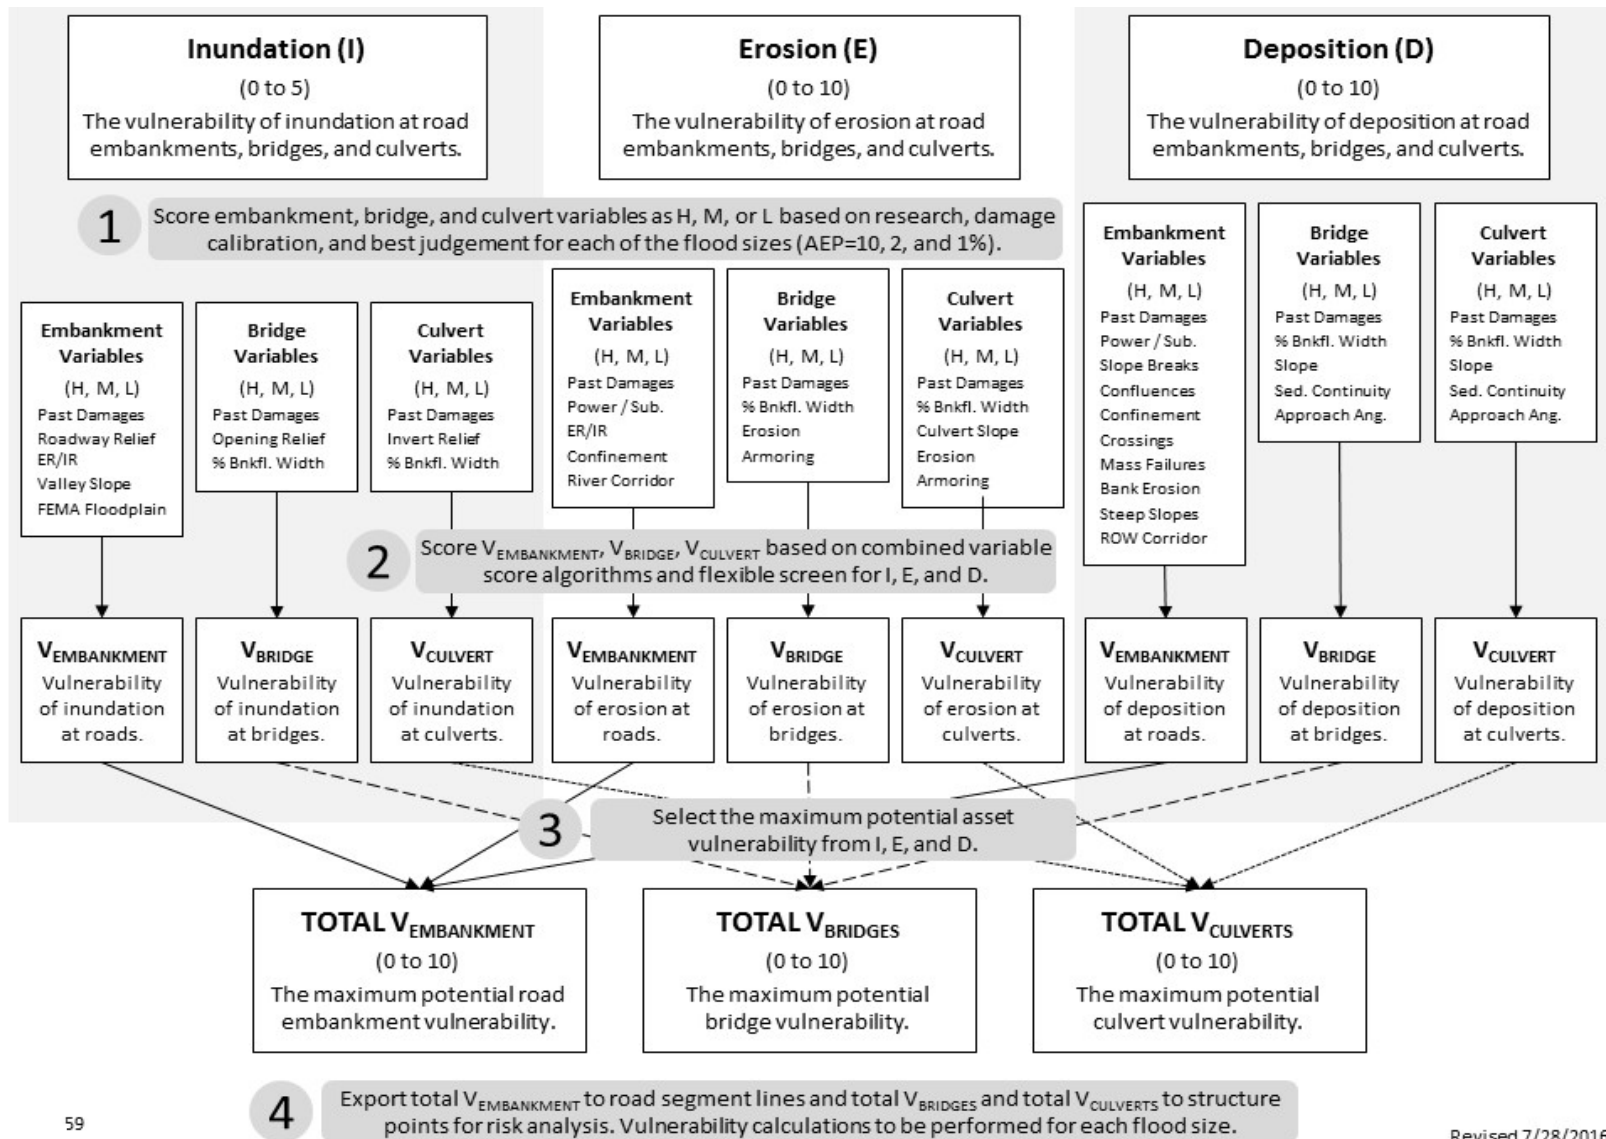 Inundation (I)
(0 to 5)
The vulnerability of inundation at road
embankments, bridges, and culverts.
Erosion (E)
(0 to 10)
The vulnerability of erosion at road
embankments, bridges, and culverts.
Deposition (D)
(0 to 10)
The vulnerability of deposition at road
embankments, bridges, and culverts.
1
Score embankment, bridge, and culvert variables as H, M, or L based on research, damage
calibration, and best judgement for each of the flood sizes (AEP=10, 2, and 1%).
Embankment
Variables
(H, M, L)
Past Damages
Roadway Relief
ER/IR
Valley Slope
FEMA Floodplain
Bridge
Variables
(H, M, L)
Past Damages
Opening Relief
% Bnkfl. Width
Culvert
Variables
(H, M, L)
Past Damages
Invert Relief
% Bnkfl. Width
Embankment
Variables
(H, M, L)
Past Damages
Power / Sub.
ER/IR
Confinement
River Corridor
Bridge
Variables
(H, M, L)
Past Damages
% Bnkfl. Width
Erosion
Armoring
Culvert
Variables
(H, M, L)
Past Damages
% Bnkfl. Width
Culvert Slope
Erosion
Armoring
Embankment
Variables
(H, M, L)
Past Damages
Power / Sub.
Slope Breaks
Confluences
Confinement
Crossings
Mass Failures
Bank Erosion
Steep Slopes
ROW Corridor
Bridge
Variables
(H, M, L)
Past Damages
% Bnkfl. Width
Slope
Sed. Continuity
Approach Ang.
Culvert
Variables
(H, M, L)
Past Damages
% Bnkfl. Width
Slope
Sed. Continuity
Approach Ang.
2
Score VEMBANKMENT, VBRIDGE, VCULVERT based on combined variable
score algorithms and flexible screen for I, E, and D.
VEMBANKMENT
Vulnerability
of inundation
at roads.
VBRIDGE
Vulnerability
of inundation
at bridges.
VCULVERT
Vulnerability
of inundation
at culverts.
VEMBANKMENT
Vulnerability
of erosion at
roads.
VBRIDGE
Vulnerability
of erosion at
bridges.
VCULVERT
Vulnerability
of erosion at
culverts.
VEMBANKMENT
Vulnerability
of deposition
at roads.
VBRIDGE
Vulnerability
of deposition
at bridges.
VCULVERT
Vulnerability
of deposition
at culverts.
3
Select the maximum potential asset
vulnerability from I, E, and D.
TOTAL VEMBANKMENT
(0 to 10)
The maximum potential road
embankment vulnerability.
TOTAL VBRIDGES
(0 to 10)
The maximum potential
bridge vulnerability.
TOTAL VCULVERTS
(0 to 10)
The maximum potential
culvert vulnerability.
4
Export total VEMBANKMENT to road segment lines and total VBRIDGES and total VCULVERTS to structure
points for risk analysis. Vulnerability calculations to be performed for each flood size.
59
Revised 7/28/2016